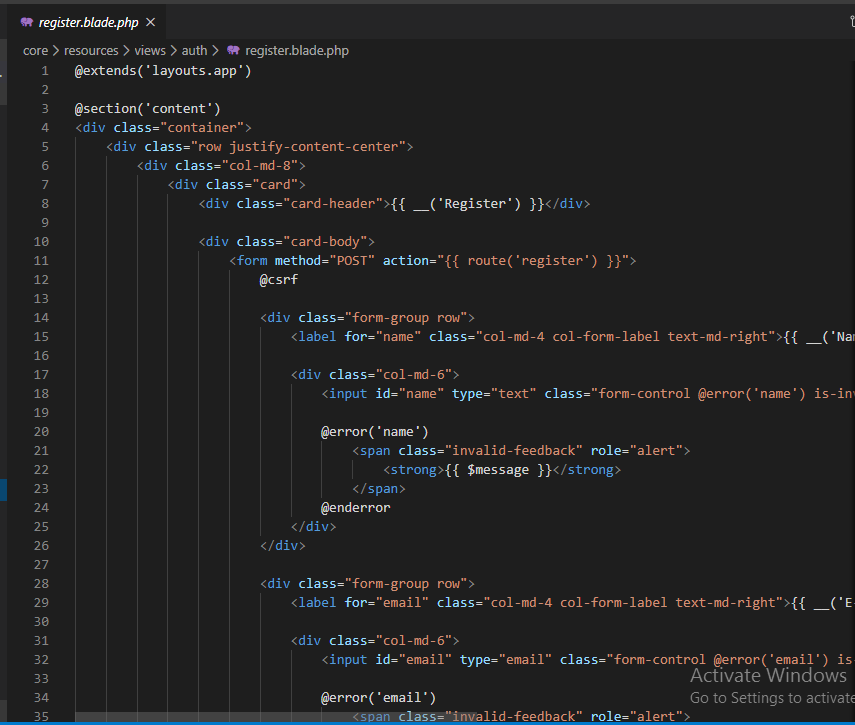 register.blade.php
core > resources > views > auth > register.blade.php
1 @extends('layouts.app')
2
3 @section('content')
4 <div class="container">
5 <div class="row justify-content-center">
6 <div class="col-md-8">
7 <div class="card">
8 <div class="card-header">{{ __('Register') }}</div>
9
10 <div class="card-body">
11 <form method="POST" action="{{ route('register') }}">
12 @csrf
13
14 <div class="form-group row">
15 <label for="name" class="col-md-4 col-form-label text-md-right">{{ __('Na
16
17 <div class="col-md-6">
18 <input id="name" type="text" class="form-control @error('name') is-in
19
20 @error('name')
21 <span class="invalid-feedback" role="alert">
22 <strong>{{ $message }}</strong>
23 </span>
24 @enderror
25 </div>
26 </div>
27
28 <div class="form-group row">
29 <label for="email" class="col-md-4 col-form-label text-md-right">{{ __('E
30
31 <div class="col-md-6">
32 <input id="email" type="email" class="form-control @error('email') is-
33
34 @error('email')
35 <span class="invalid-feedback" role="alert">
Activate Windows
Go to Settings to activate